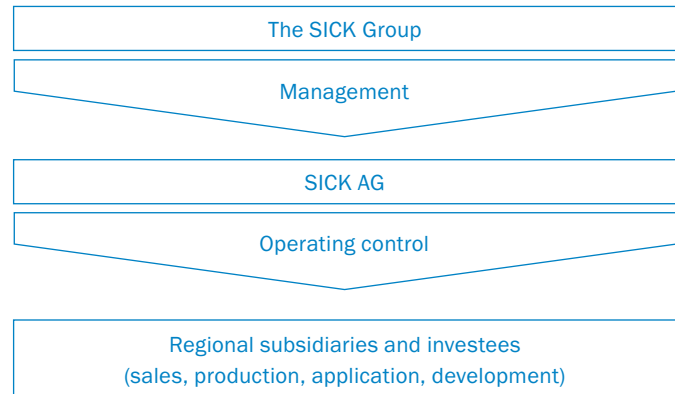 The SICK Group
Management
SICK AG
Operating control
Regional subsidiaries and investees
(sales, production, application, development)